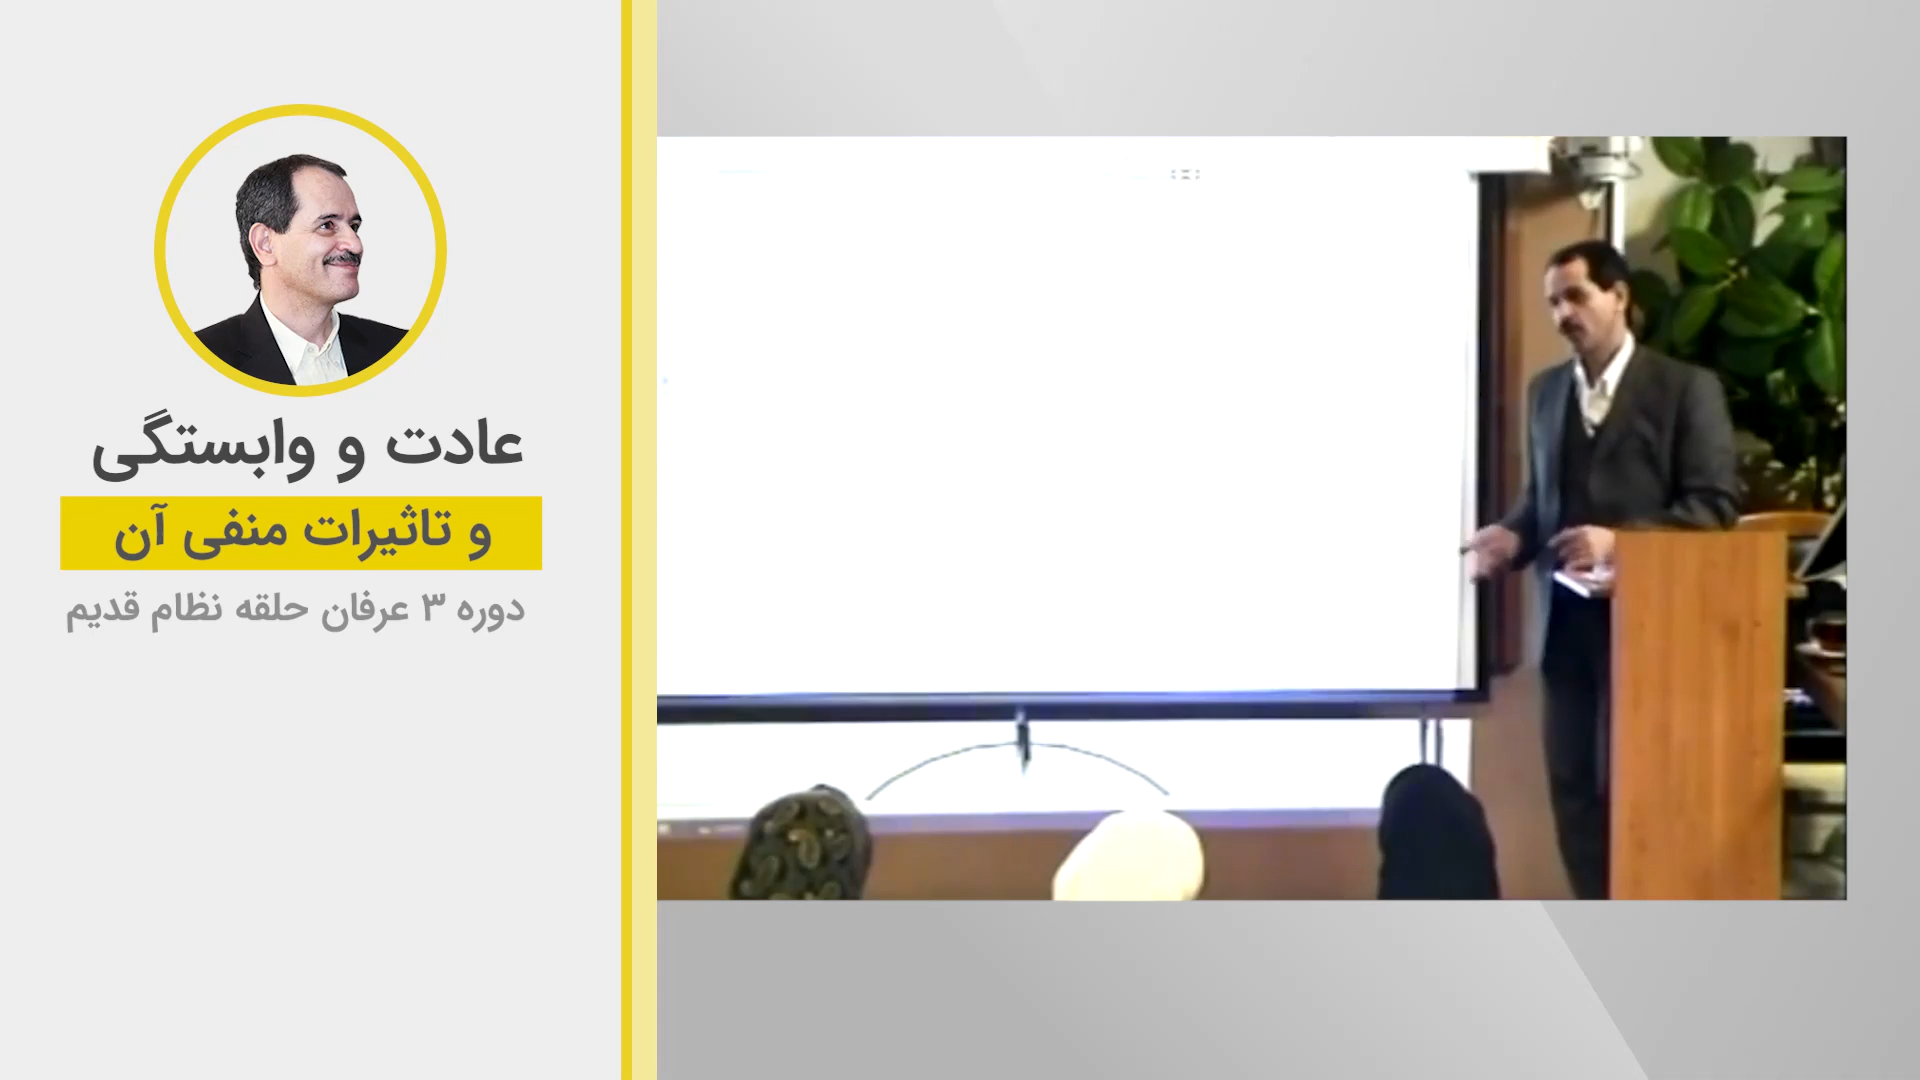 عادت و وابستگی
و تاثیرات منفی آن
دوره ۳ عرفان حلقه نظام قدیم